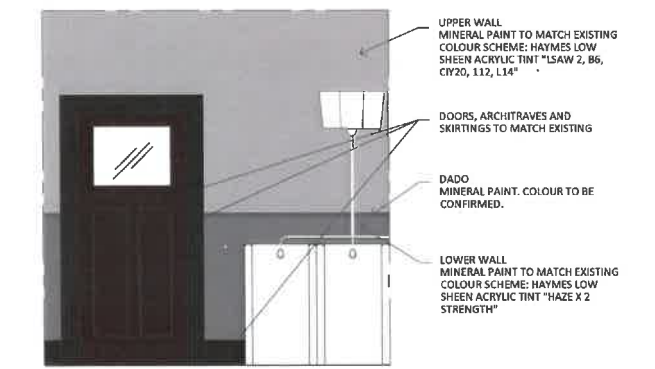 UPPER WALL
MINERAL PAINT TO MATCH EXISTING
COLOUR SCHEME: HAYMES LOW
SHEEN ACRYLIC TINT "LSAW 2, B6,
CIY20, 112, L14"
DOORS, ARCHITRAVES AND
SKIRTINGS TO MATCH EXISTING
DADO
MINERAL PAINT. COLOUR TO BE
CONFIRMED.
LOWER WALL
MINERAL PAINT TO MATCH EXISTING
COLOUR SCHEME: HAYMES LOW
SHEEN ACRYLIC TINT "HAZE X 2
STRENGTH"